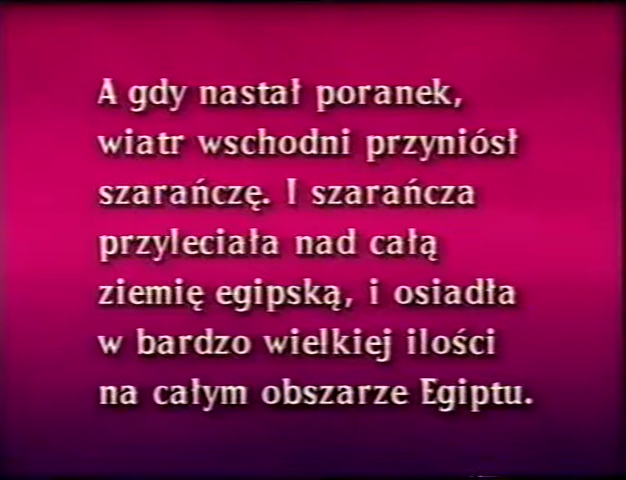 A gdy nastał poranek,
wiatr wschodni przyniósł
szarańczę. I szarańcza
przyleciała nad całą
ziemię egipską, i osiadła
w bardzo wielkiej ilości
na całym obszarze Egiptu.